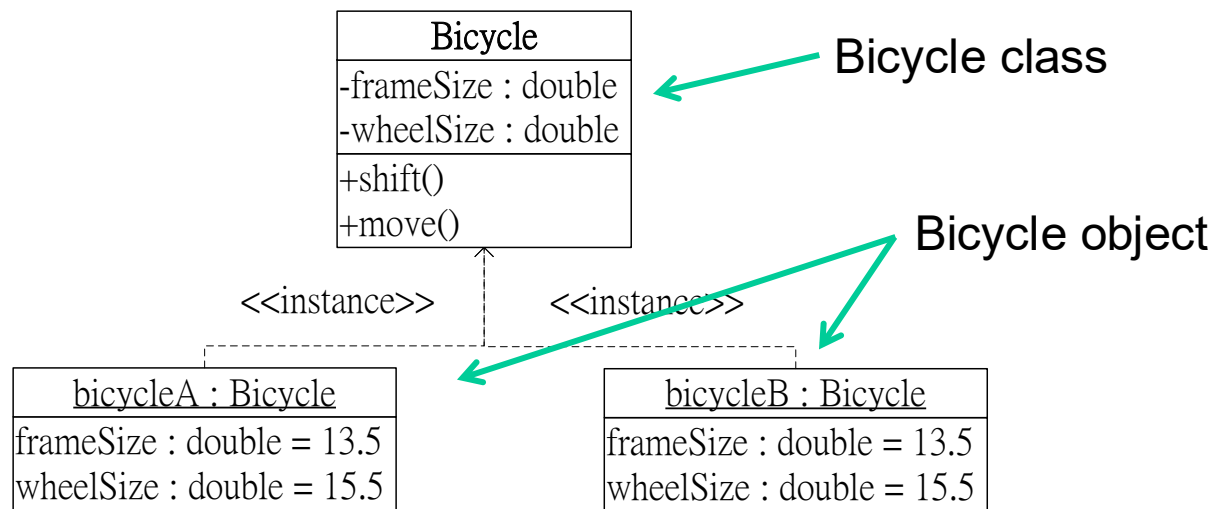 Bicycle
-frameSize : double
-wheelSize : double
+shift()
+move()
Bicycle class
Bicycle object
<<instance>>
<<instance>>
bicycleA : Bicycle
frameSize : double = 13.5
wheelSize : double = 15.5
bicycleB : Bicycle
frameSize : double = 13.5
wheelSize : double = 15.5